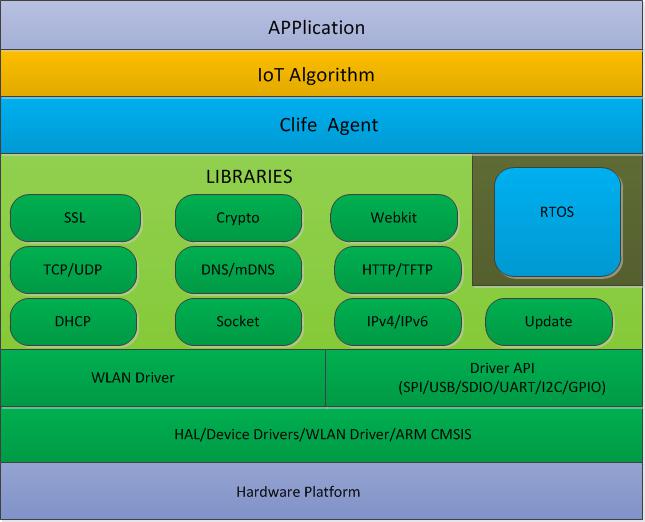 APPlication
IoT Algorithm
Clife Agent
LIBRARIES
SSL
Crypto
Webkit
RTOS
TCP/UDP
DNS/mDNS
HTTP/TFTP
DHCP
Socket
IPv4/IPv6
Update
WLAN Driver
Driver API
(SPI/USB/SDIO/UART/I2C/GPIO)
HAL/Device Drivers/WLAN Driver/ARM CMSIS
Hardware Platform